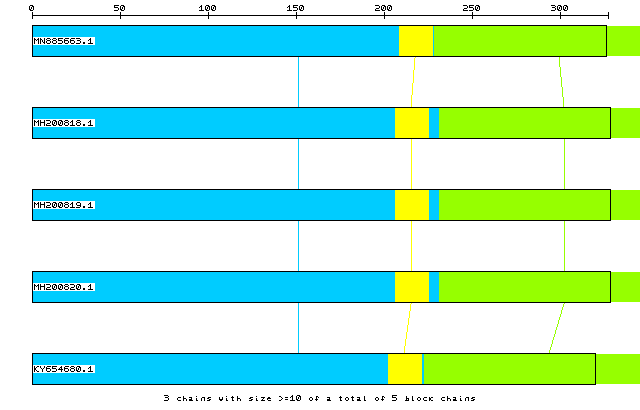 0 50 100 150 200 250 300
MN885663.1
MH200818.1
MH200819.1
MH200820.1
KY654680.1
3 chains with size >=10 of a total of 5 block chains